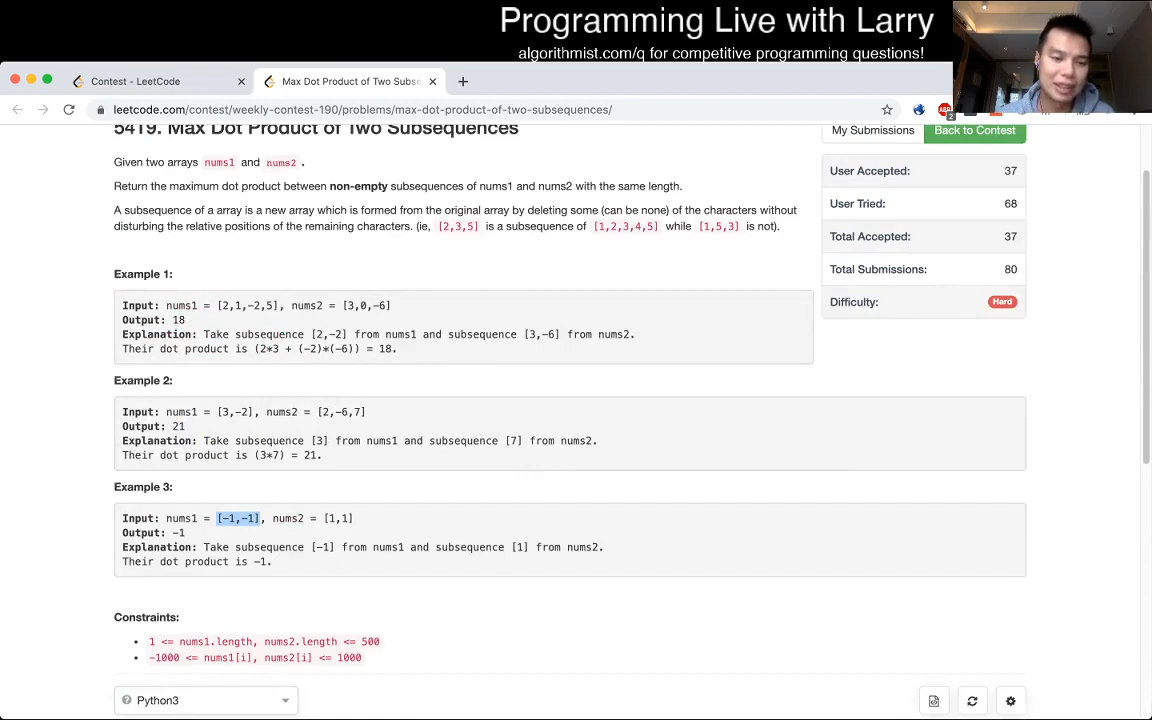 Programming Live with Larry
algorithmist.com/q for competitive programming questions!
Contest - LeetCode
Max Dot Product of Two Subse
leetcode.com/contest/weekly-contest-190/problems/max-dot-product-of-two-subsequences/
5419. Max Dot Product of Two Subsequences
My Submissions
Back to Contest
Given two arrays nums1 and nums2 .
Return the maximum dot product between non-empty subsequences of nums1 and nums2 with the same length.
A subsequence of a array is a new array which is formed from the original array by deleting some (can be none) of the characters without
disturbing the relative positions of the remaining characters. (ie, [2,3,5] is a subsequence of [1,2,3,4,5] while [1,5,3] is not).
User Accepted: 37
User Tried: 68
Total Accepted: 37
Total Submissions: 80
Difficulty: Hard
Example 1:
Input: nums1 = [2,1,-2,5], nums2 = [3,0,-6]
Output: 18
Explanation: Take subsequence [2,-2] from nums1 and subsequence [3,-6] from nums2.
Their dot product is (2*3 + (-2)*(-6)) = 18.
Example 2:
Input: nums1 = [3,-2], nums2 = [2,-6,7]
Output: 21
Explanation: Take subsequence [3] from nums1 and subsequence [7] from nums2.
Their dot product is (3*7) = 21.
Example 3:
Input: nums1 = [-1,-1], nums2 = [1,1]
Output: -1
Explanation: Take subsequence [-1] from nums1 and subsequence [1] from nums2.
Their dot product is -1.
Constraints:
1 <= nums1.length, nums2.length <= 500
-1000 <= nums1[i], nums2[i] <= 1000
Python3